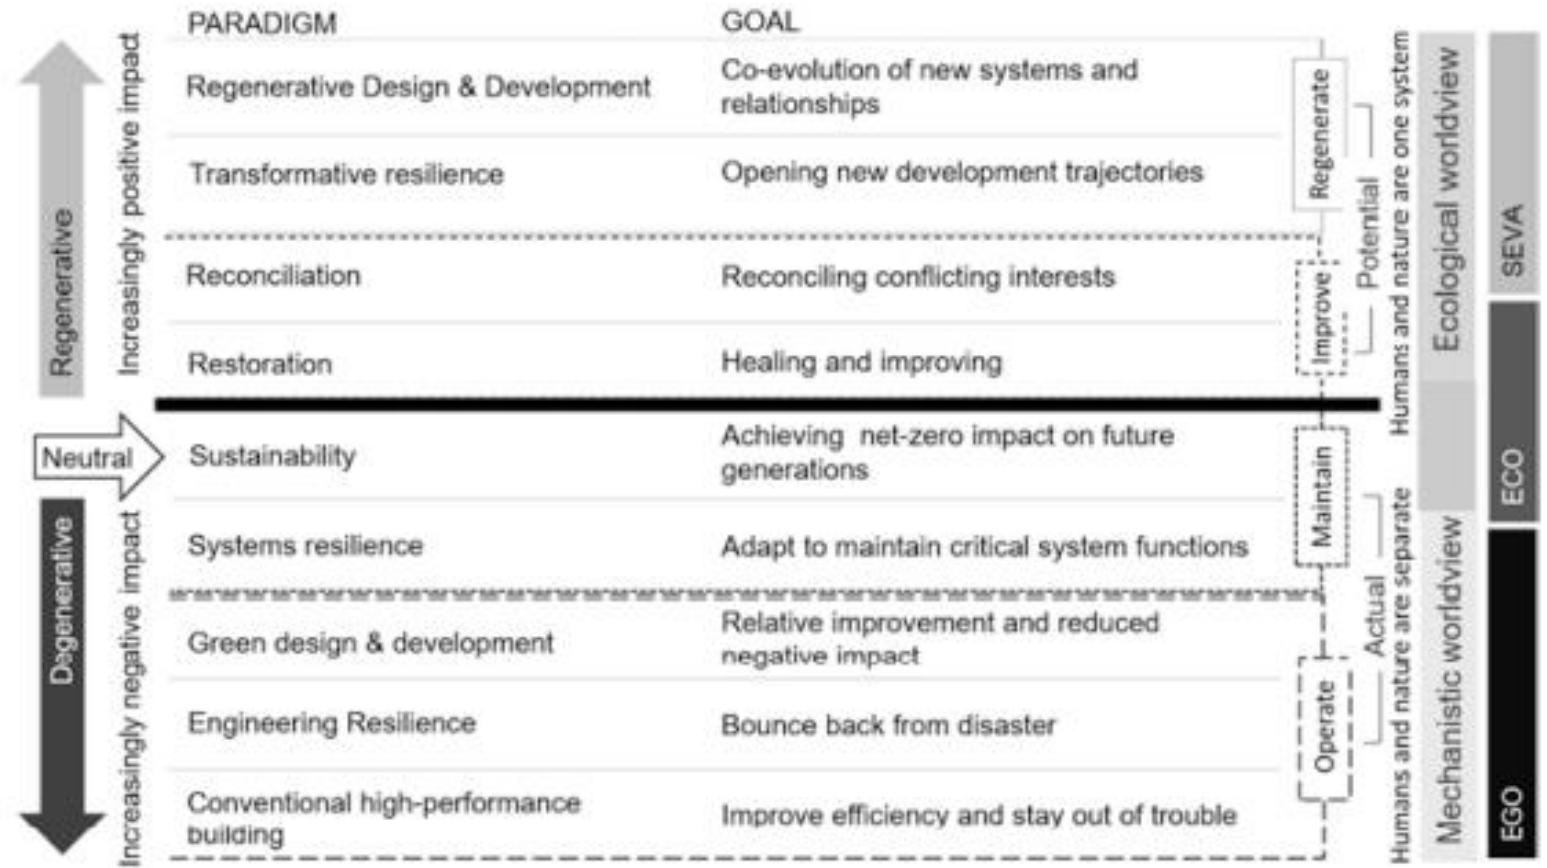 PARADIGM
GOAL
Regenerative Design & Development
Co-evolution of new systems and
relationships
Transformative resilience
Opening new development trajectories
Reconciliation
Reconciling conflicting interests
Restoration
Healing and improving
Sustainability
Achieving net-zero impact on future
generations
Systems resilience
Adapt to maintain critical system functions
Green design & development
Relative improvement and reduced
negative impact
Engineering Resilience
Bounce back from disaster
Conventional high-performance
building
Improve efficiency and stay out of trouble
Regenerative
Neutral
Degenerative
Increasingly positive impact
Increasingly negative impact
Regenerate
Improve
Maintain
Operate
Potential
Actual
Humans and nature are one system
Humans and nature are separate
Ecological worldview
Mechanistic worldview
SEVA
ECO
EGO